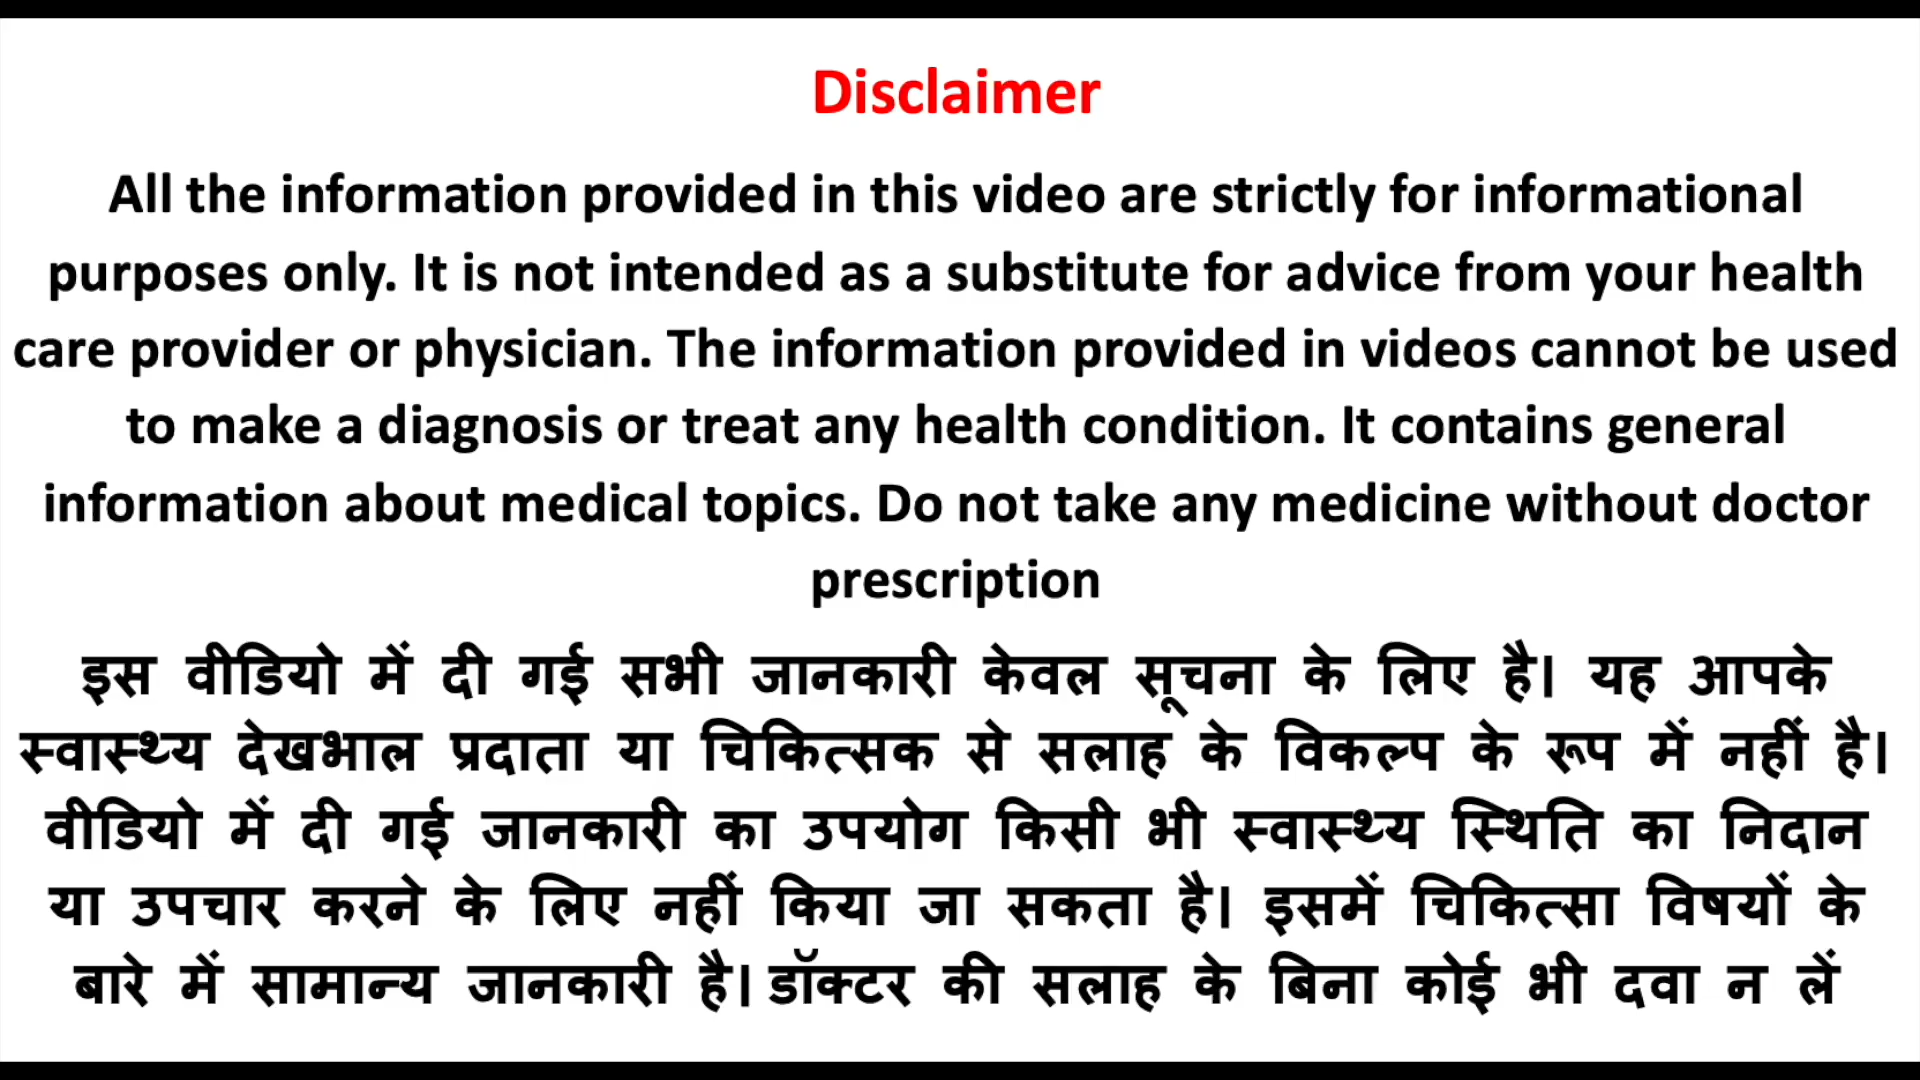 Disclaimer
All the information provided in this video are strictly for informational
purposes only. It is not intended as a substitute for advice from your health
care provider or physician. The information provided in videos cannot be used
to make a diagnosis or treat any health condition. It contains general
information about medical topics. Do not take any medicine without doctor
prescription
इस वीडियो में दी गई सभी जानकारी केवल सूचना के लिए है। यह आपके
स्वास्थ्य देखभाल प्रदाता या चिकित्सक से सलाह के विकल्प के रूप में नहीं है।
वीडियो में दी गई जानकारी का उपयोग किसी भी स्वास्थ्य स्थिति का निदान
या उपचार करने के लिए नहीं किया जा सकता है। इसमें चिकित्सा विषयों के
बारे में सामान्य जानकारी है। डॉक्टर की सलाह के बिना कोई भी दवा न लें